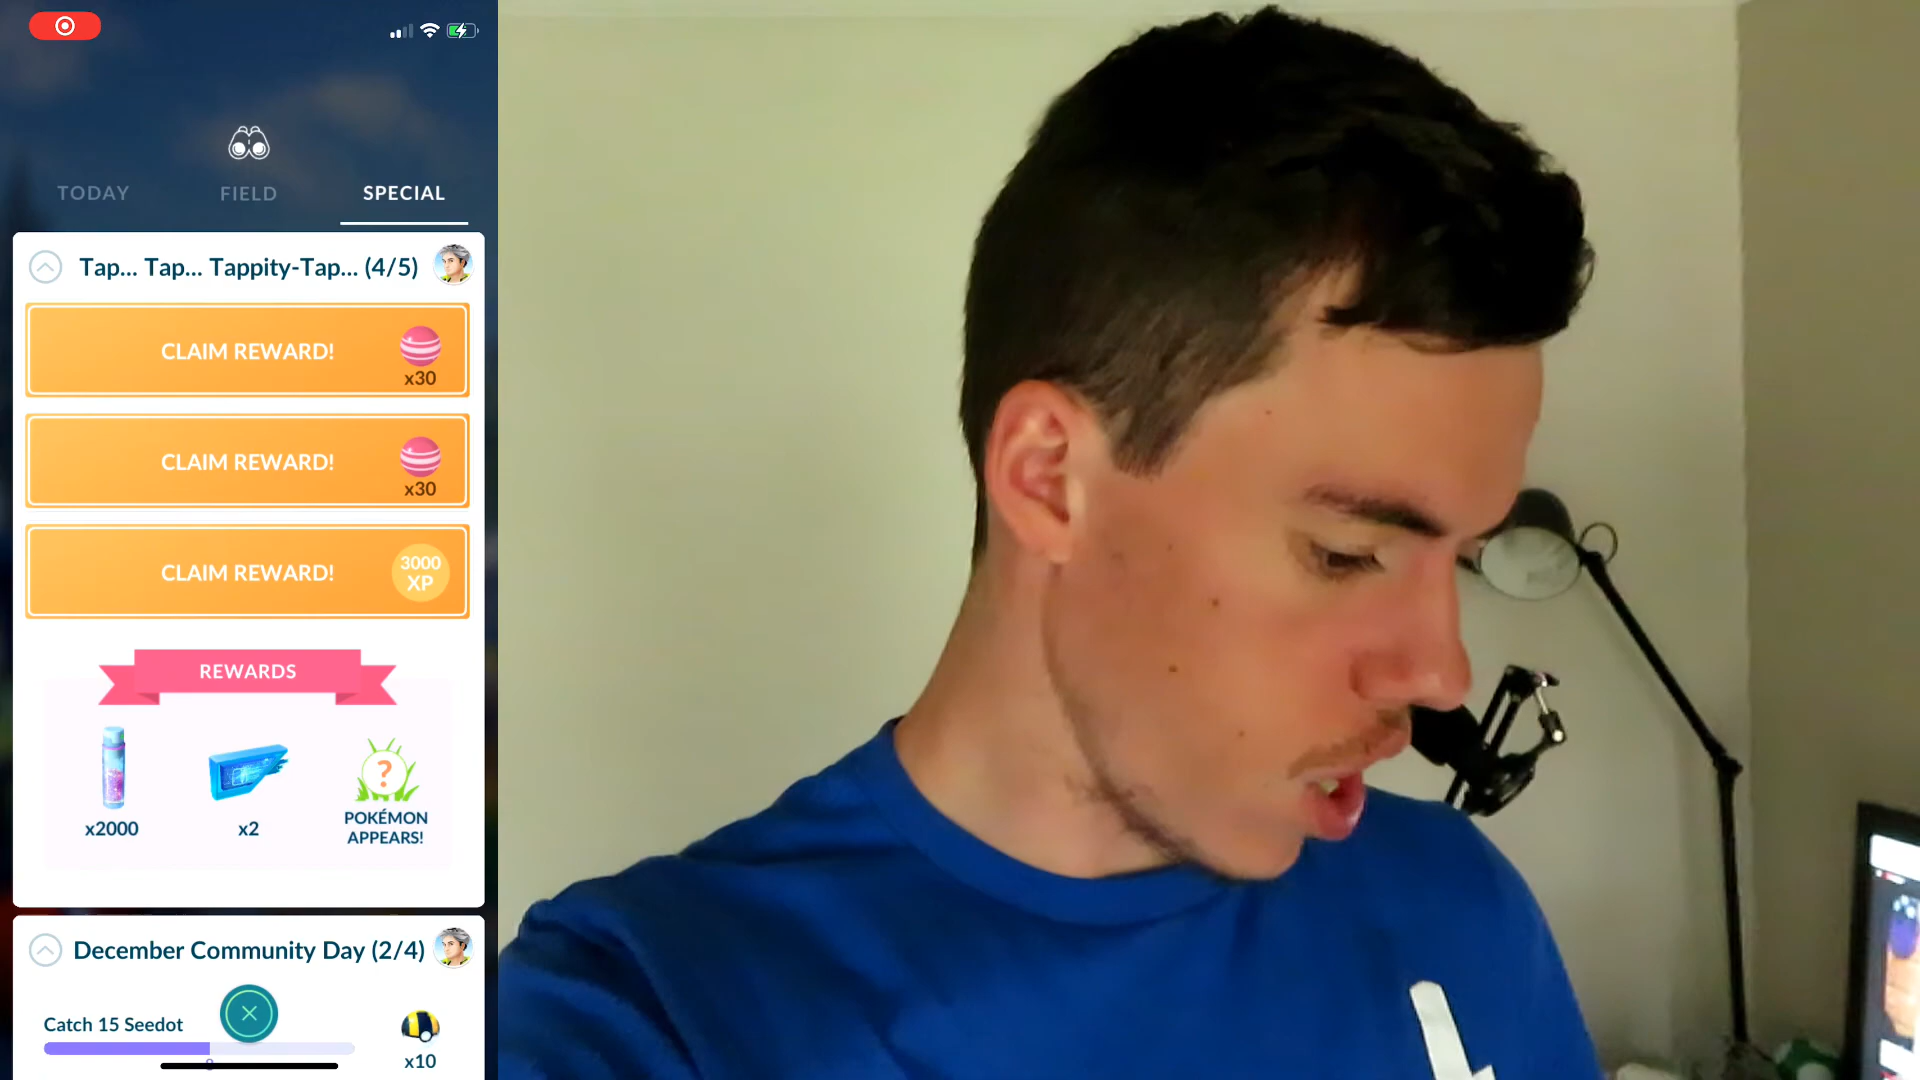 TODAY
FIELD
SPECIAL
Tap... Tap... Tappity-Tap... (4/5)
CLAIM REWARD!
x30
CLAIM REWARD!
x30
CLAIM REWARD!
3000
XP
REWARDS
x2000
x2
?
POKÉMON
APPEARS!
December Community Day (2/4)
Catch 15 Seedot
x10